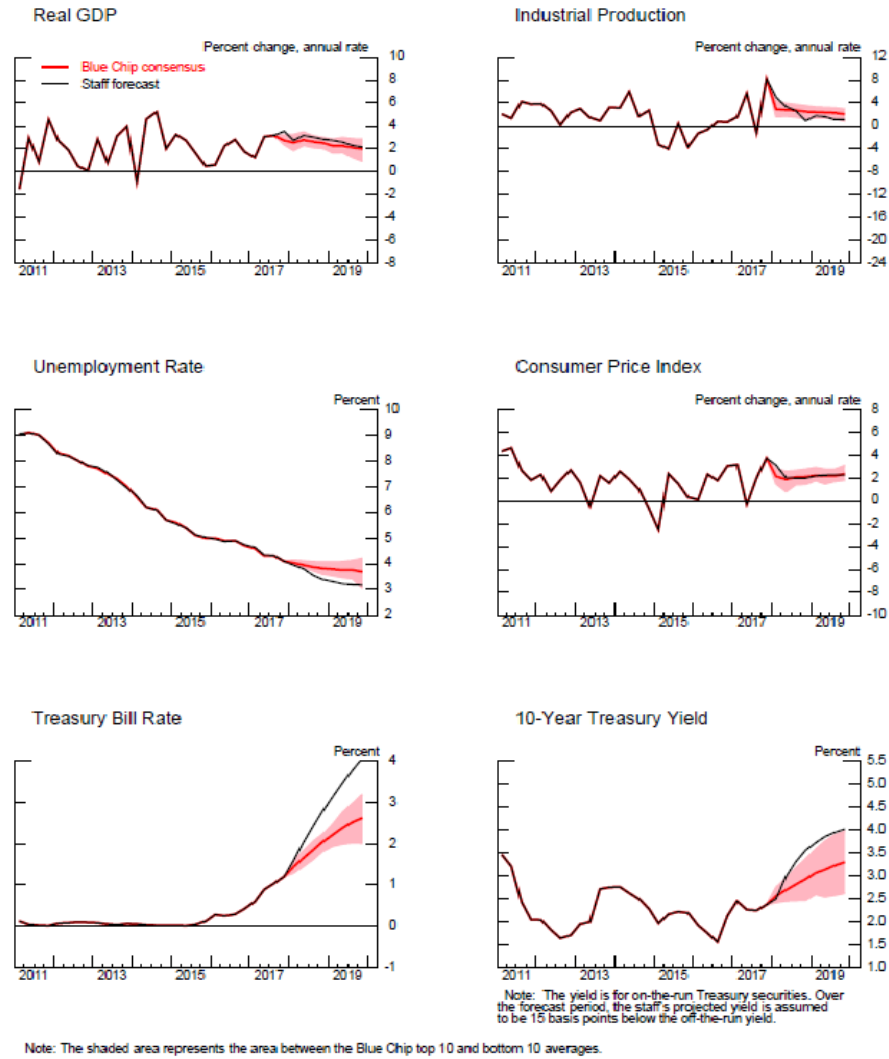 Real GDP
Percent change, annual rate
Blue Chip consensus
Staff forecast
10
8
6
4
2
0
-2
-4
-6
-8
2011 2013 2015 2017 2019
Industrial Production
Percent change, annual rate
12
8
4
0
-4
-8
-12
-16
-20
-24
2011 2013 2015 2017 2019
Unemployment Rate
Percent
10
9
8
7
6
5
4
3
2
2011 2013 2015 2017 2019
Consumer Price Index
Percent change, annual rate
8
6
4
2
0
-2
-4
-6
-8
-10
2011 2013 2015 2017 2019
Treasury Bill Rate
Percent
4
3
2
1
0
-1
2011 2013 2015 2017 2019
10-Year Treasury Yield
Percent
5.5
5.0
4.5
4.0
3.5
3.0
2.5
2.0
1.5
1.0
2011 2013 2015 2017 2019
Note: The yield is for on-the-run Treasury securities. Over
the forecast period, the staff's projected yield is assumed
to be 15 basis points below the off-the-run yield.
Note: The shaded area represents the area between the Blue Chip top 10 and bottom 10 averages.